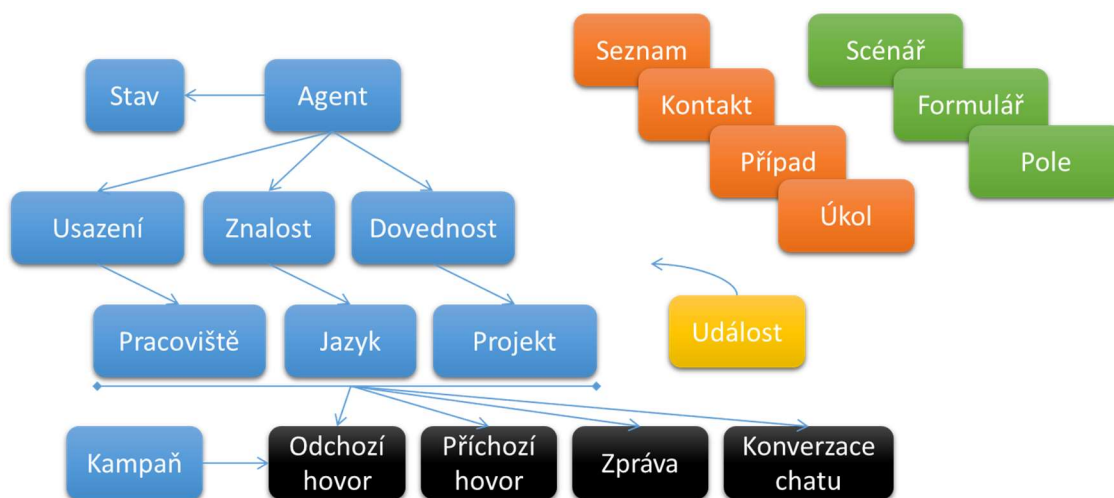 Stav
Agent
Seznam
Kontakt
Případ
Úkol
Scénář
Formulář
Pole
Usazení
Znalost
Dovednost
Pracoviště
Jazyk
Projekt
Událost
Kampaň
Odchozí
hovor
Příchozí
hovor
Zpráva
Konverzace
chatu